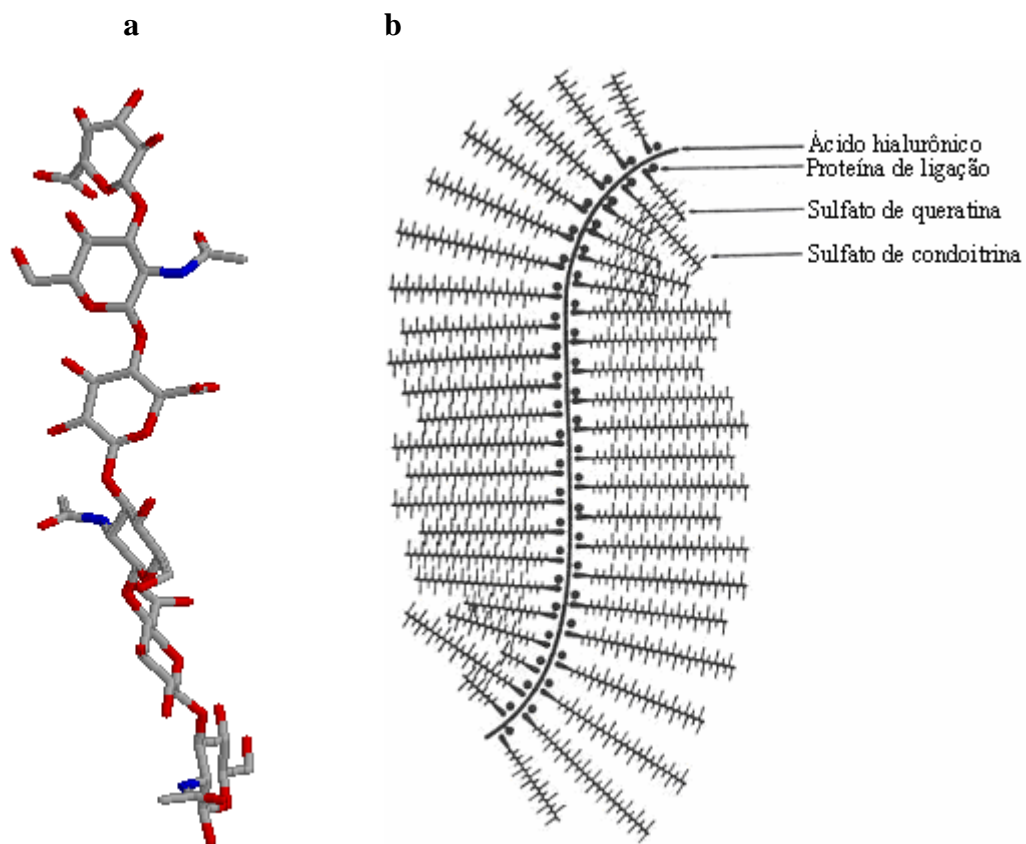 a
b
Ácido hialurônico
Proteína de ligação
Sulfato de queratina
Sulfato de condoitrina